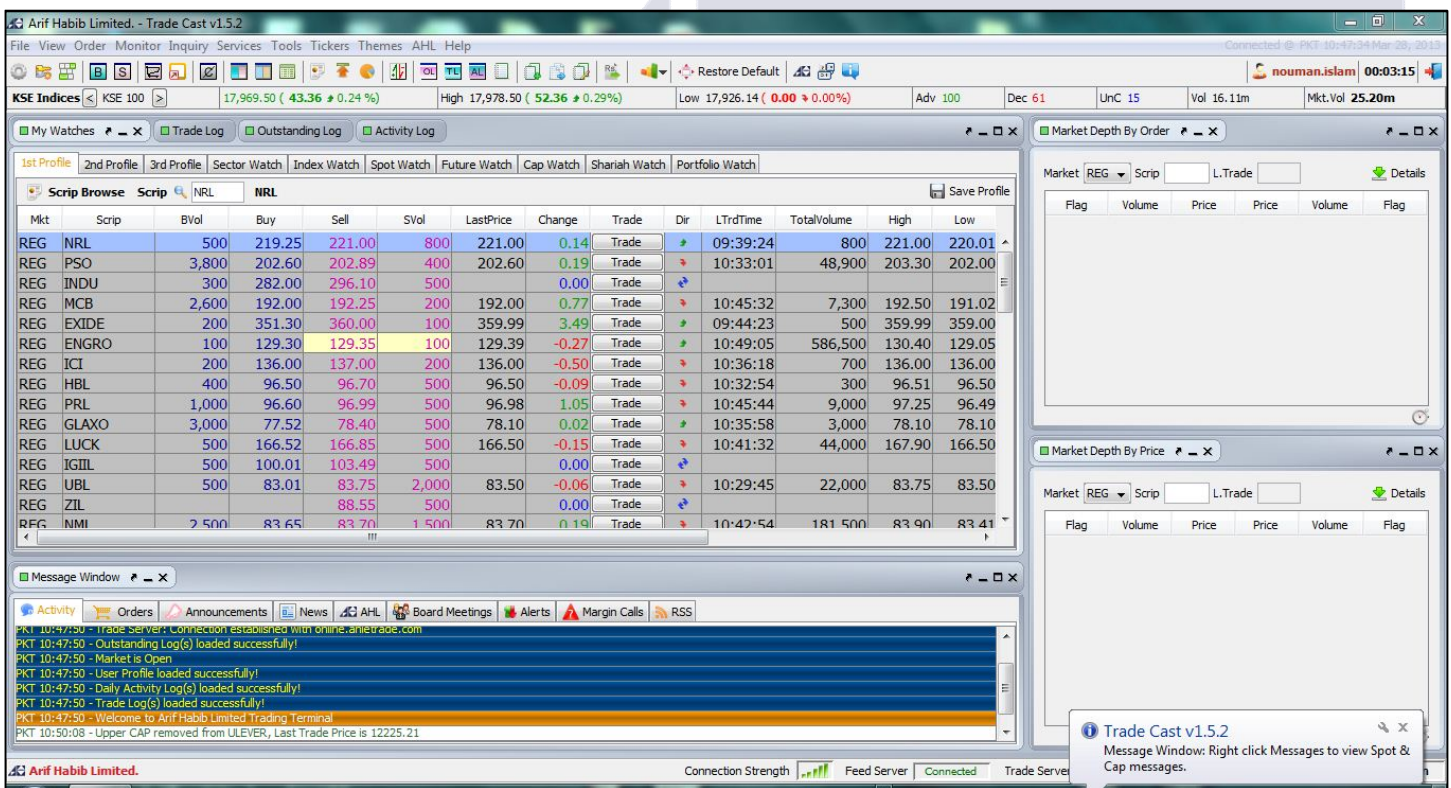 Arif Habib Limited. - Trade Cast v1.5.2
File View Order Monitor Inquiry Services Tools Tickers Themes AHL Help Connected @ PKT 10:47:34 Mar 28, 2013
B S OL TL AL Restore Default nouman.islam 00:03:15
KSE Indices < KSE 100 > 17,969.50 ( 43.36 0.24 %) High 17,978.50 ( 52.36 0.29%) Low 17,926.14 ( 0.00 0.00%) Adv 100 Dec 61 UnC 15 Vol 16.11m Mkt.Vol 25.20m
My Watches Trade Log Outstanding Log Activity Log
1st Profile 2nd Profile 3rd Profile Sector Watch Index Watch Spot Watch Future Watch Cap Watch Shariah Watch Portfolio Watch
Scrip Browse Scrip NRL NRL Save Profile
Mkt Scrip BVol Buy Sell SVol LastPrice Change Trade Dir LTrdTime TotalVolume High Low
REG NRL 500 219.25 221.00 800 221.00 0.14 Trade 09:39:24 800 221.00 220.01
REG PSO 3,800 202.60 202.89 400 202.60 0.19 Trade 10:33:01 48,900 203.30 202.00
REG INDU 300 282.00 296.10 500 0.00 Trade
REG MCB 2,600 192.00 192.25 200 192.00 0.77 Trade 10:45:32 7,300 192.50 191.02
REG EXIDE 200 351.30 360.00 100 359.99 3.49 Trade 09:44:23 500 359.99 359.00
REG ENGRO 100 129.30 129.35 100 129.39 -0.27 Trade 10:49:05 586,500 130.40 129.05
REG ICI 200 136.00 137.00 200 136.00 -0.50 Trade 10:36:18 700 136.00 136.00
REG HBL 400 96.50 96.70 500 96.50 -0.09 Trade 10:32:54 300 96.51 96.50
REG PRL 1,000 96.60 96.99 500 96.98 1.05 Trade 10:45:44 9,000 97.25 96.49
REG GLAXO 3,000 77.52 78.40 500 78.10 0.02 Trade 10:35:58 3,000 78.10 78.10
REG LUCK 500 166.52 166.85 500 166.50 -0.15 Trade 10:41:32 44,000 167.90 166.50
REG IGIIL 500 100.01 103.49 500 0.00 Trade
REG UBL 500 83.01 83.75 2,000 83.50 -0.06 Trade 10:29:45 22,000 83.75 83.50
REG ZIL 88.55 500 0.00 Trade
REG NML 2,500 83.65 83.70 1,500 83.70 0.19 Trade 10:42:54 181,500 83.90 83.41
Market Depth By Order
Market REG Scrip L.Trade Details
Flag Volume Price Price Volume Flag
Market Depth By Price
Market REG Scrip L.Trade Details
Flag Volume Price Price Volume Flag
Message Window
Activity Orders Announcements News AHL Board Meetings Alerts Margin Calls RSS
PKT 10:47:50 - Trade Server: Connection established with online.ahletrade.com
PKT 10:47:50 - Outstanding Log(s) loaded successfully!
PKT 10:47:50 - Market is Open
PKT 10:47:50 - User Profile loaded successfully!
PKT 10:47:50 - Daily Activity Log(s) loaded successfully!
PKT 10:47:50 - Trade Log(s) loaded successfully!
PKT 10:47:50 - Welcome to Arif Habib Limited Trading Terminal
PKT 10:50:08 - Upper CAP removed from ULEVER, Last Trade Price is 12225.21
Trade Cast v1.5.2
Message Window: Right click Messages to view Spot &
Cap messages.
Arif Habib Limited. Connection Strength Feed Server Connected Trade Server